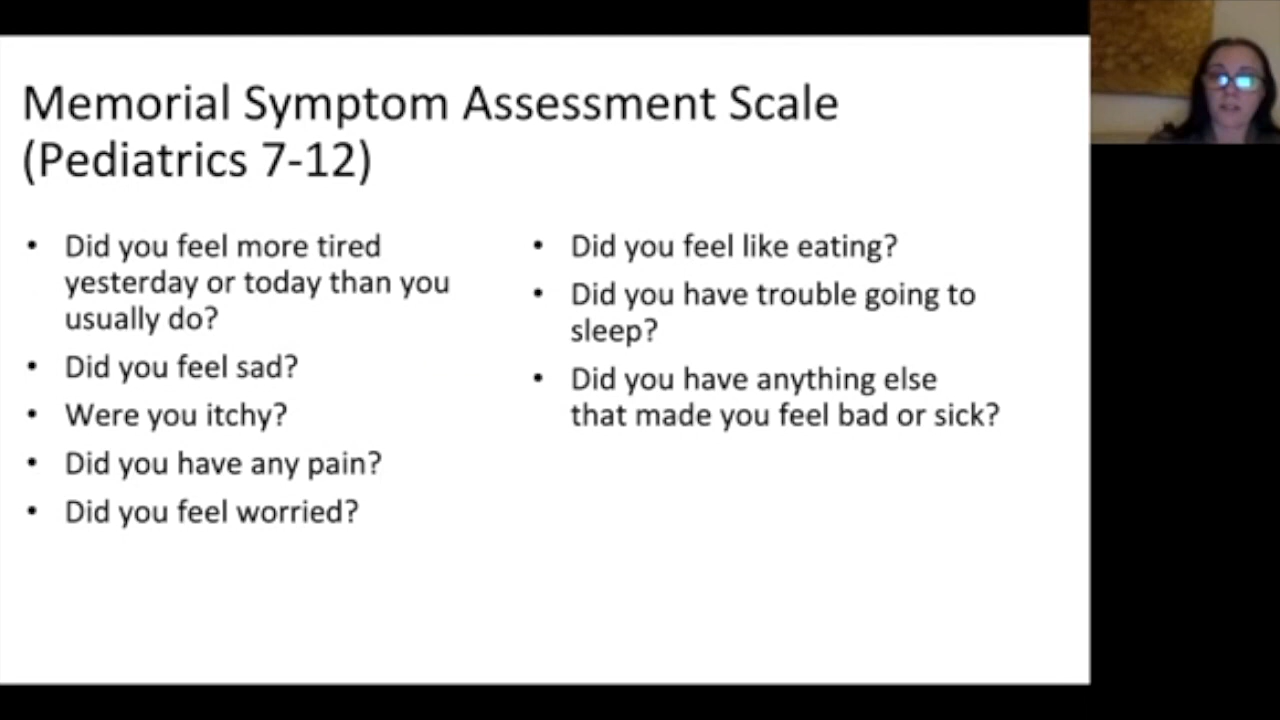 Memorial Symptom Assessment Scale
(Pediatrics 7-12)
• Did you feel more tired
yesterday or today than you
usually do?
• Did you feel sad?
• Were you itchy?
• Did you have any pain?
• Did you feel worried?
• Did you feel like eating?
• Did you have trouble going to
sleep?
• Did you have anything else
that made you feel bad or sick?